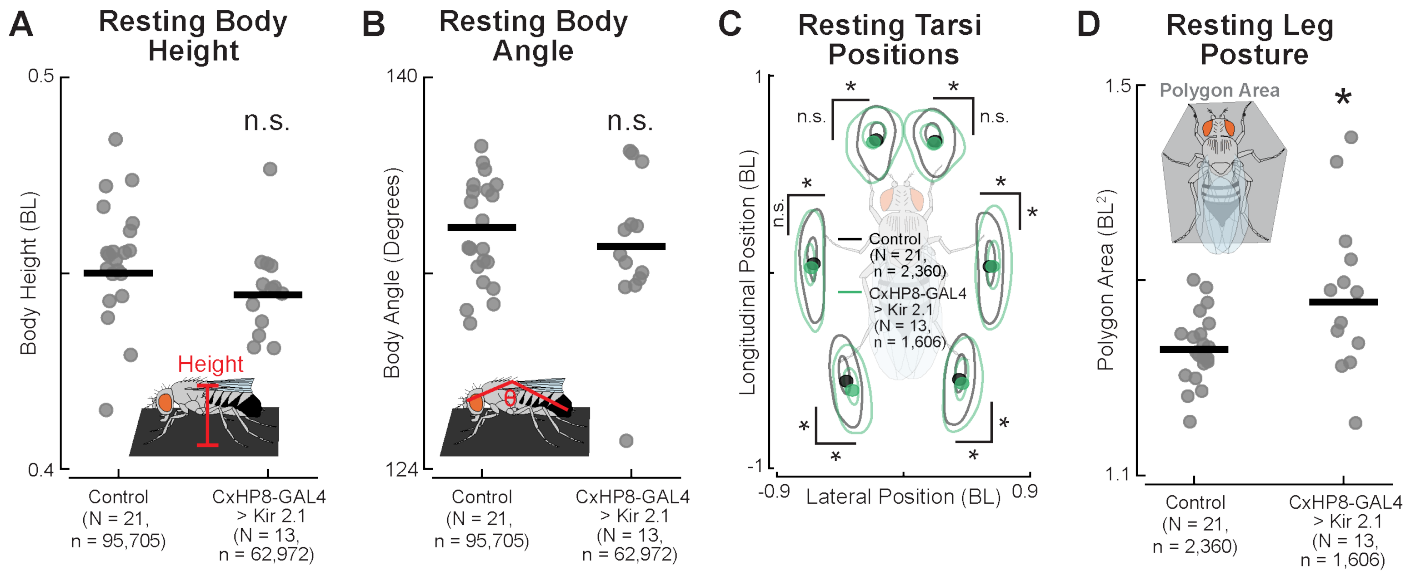 A
Resting Body
Height
0.5
n.s.
Body Height (BL)
Height
0.4
Control
(N = 21,
n = 95,705)
CxHP8-GAL4
> Kir 2.1
(N = 13,
n = 62,972)
B
Resting Body
Angle
140
n.s.
Body Angle (Degrees)
θ
124
Control
(N = 21,
n = 95,705)
CxHP8-GAL4
> Kir 2.1
(N = 13,
n = 62,972)
C
Resting Tarsi
Positions
1
*
*
n.s.
n.s.
*
*
n.s.
*
Longitudinal Position (BL)
Control
(N = 21,
n = 2,360)
CxHP8-GAL4
> Kir 2.1
(N = 13,
n = 1,606)
*
*
*
*
-1
-0.9
Lateral Position (BL)
0.9
D
Resting Leg
Posture
1.5
Polygon Area
*
Polygon Area (BL2)
1.1
Control
(N = 21,
n = 2,360)
CxHP8-GAL4
> Kir 2.1
(N = 13,
n = 1,606)